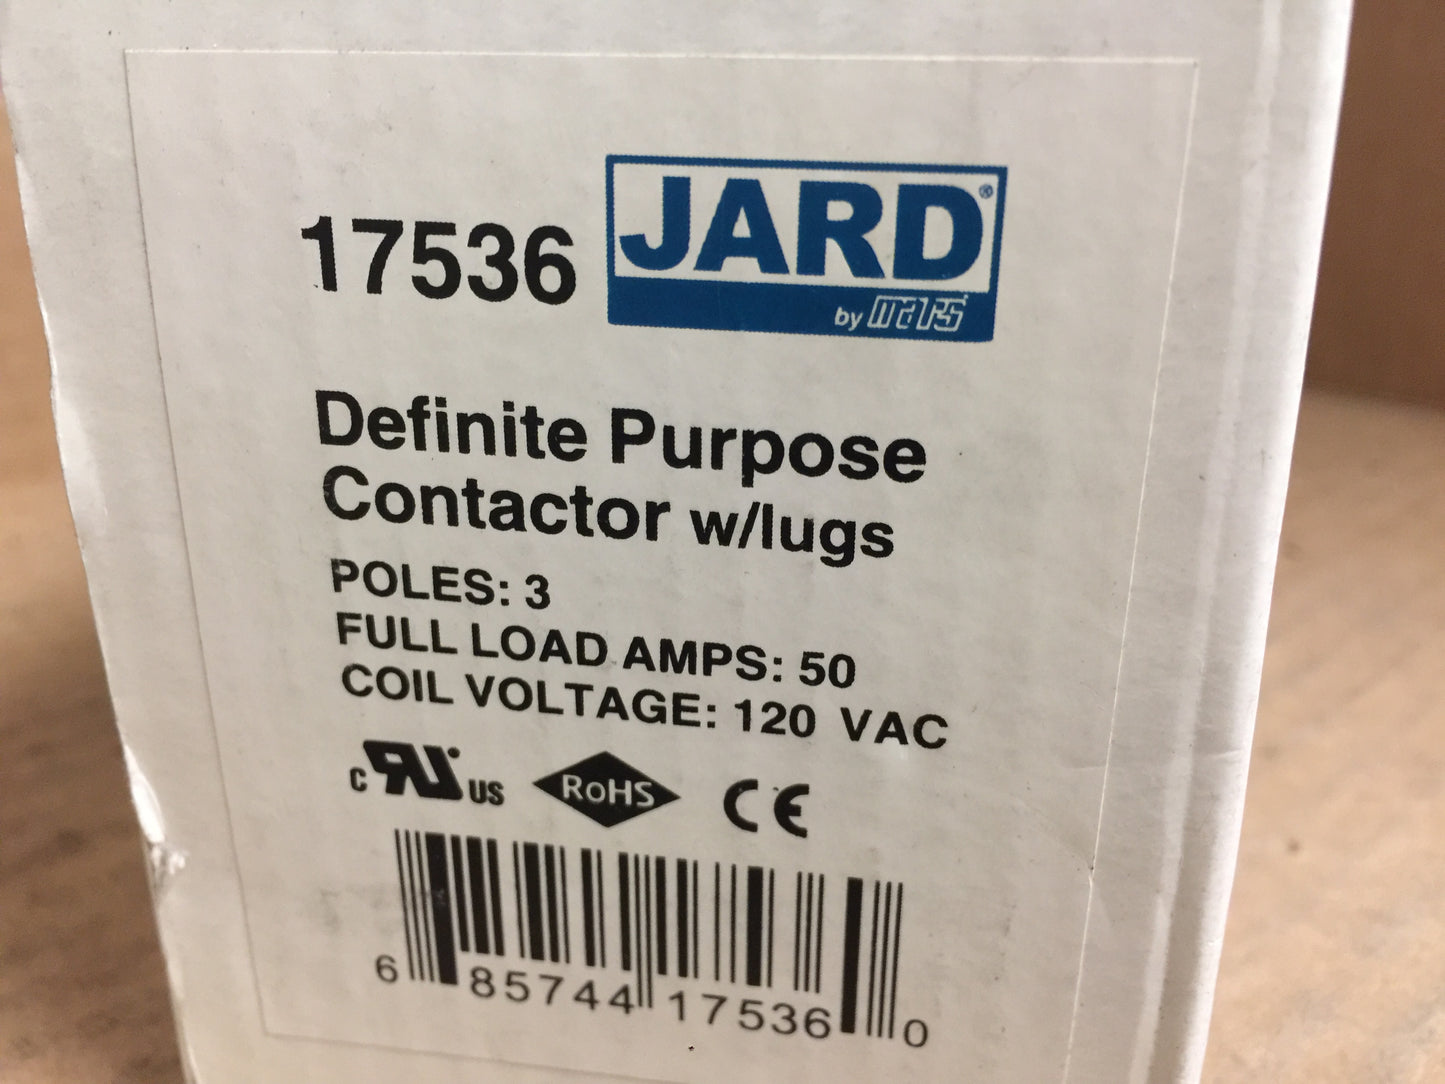 17536
JARD®
by mars
Definite Purpose
Contactor w/lugs
POLES: 3
FULL LOAD AMPS: 50
COIL VOLTAGE: 120 VAC
c RU US
RoHS
CE
6 85744 17536 0